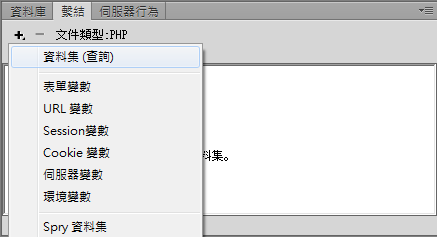 資料庫 繫結 伺服器行為
文件類型:PHP
資料集 (查詢)
表單變數
URL 變數
Session變數
Cookie 變數
料集。
伺服器變數
環境變數
Spry 資料集